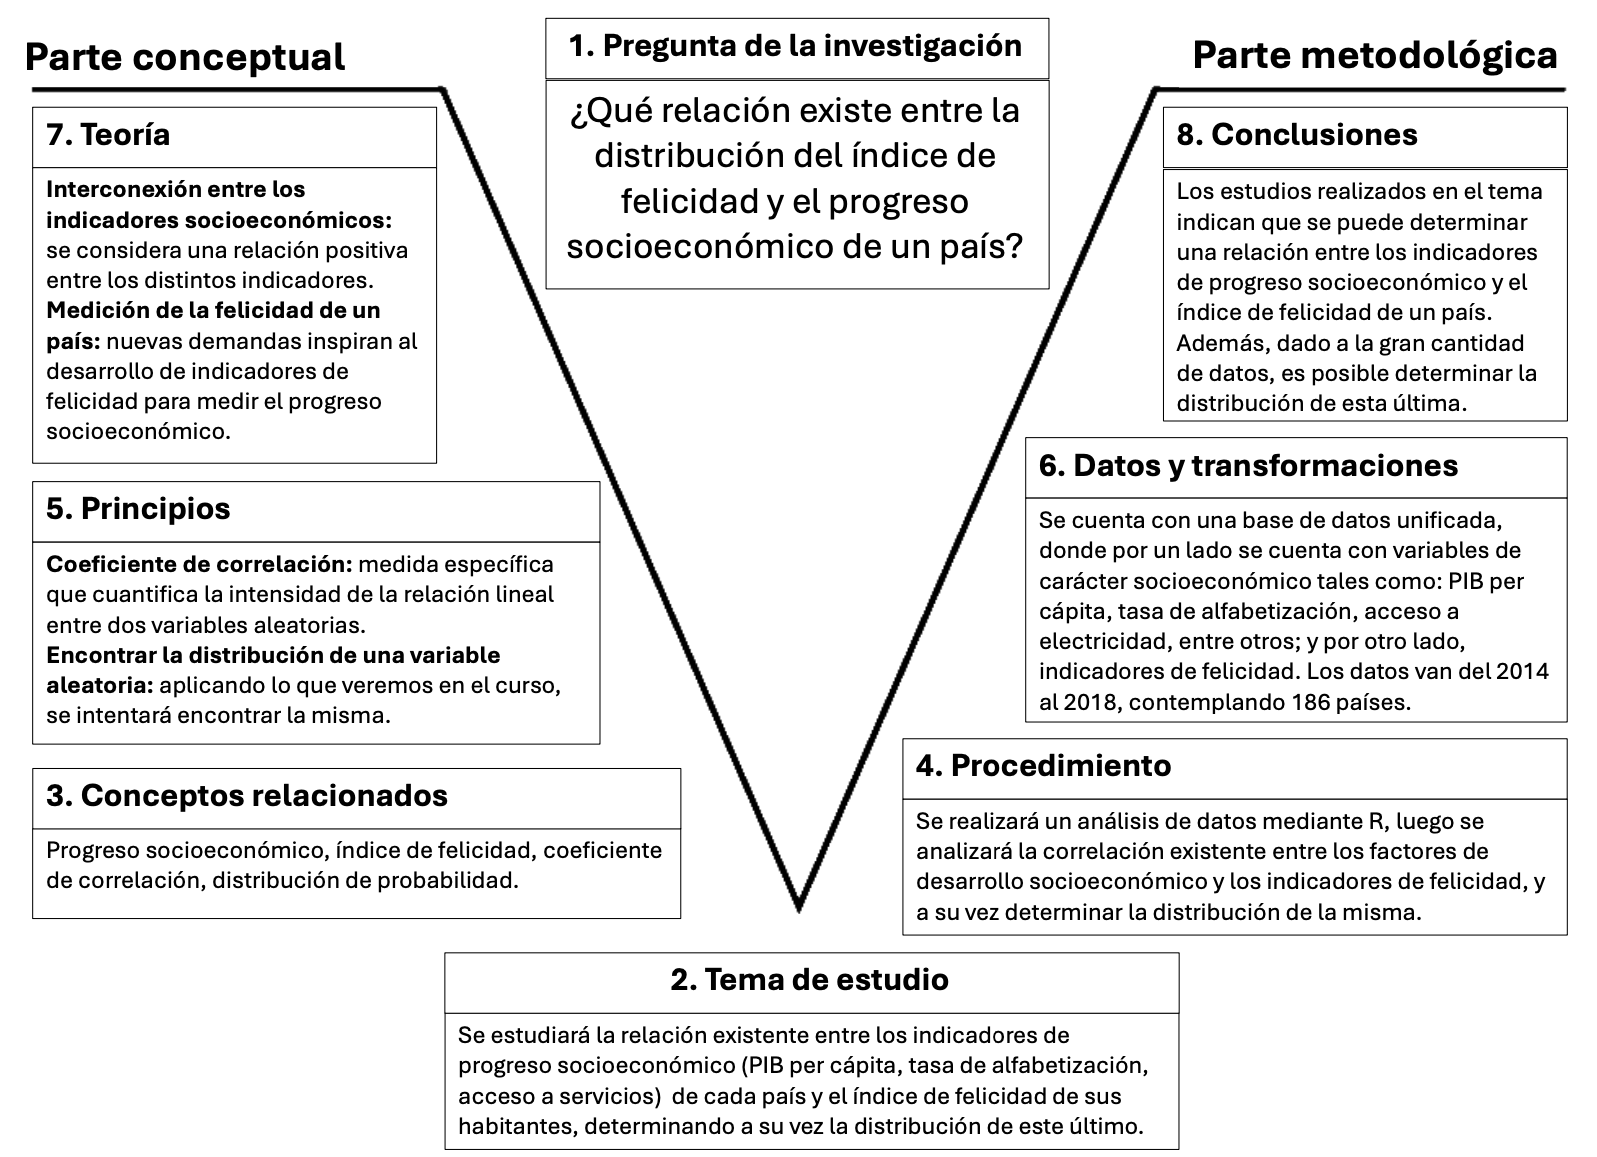 Parte conceptual
1. Pregunta de la investigación
¿Qué relación existe entre la
distribución del índice de
felicidad y el progreso
socioeconómico de un país?
Parte metodológica
7. Teoría
Interconexión entre los
indicadores socioeconómicos:
se considera una relación positiva
entre los distintos indicadores.
Medición de la felicidad de un
país: nuevas demandas inspiran al
desarrollo de indicadores de
felicidad para medir el progreso
socioeconómico.
8. Conclusiones
Los estudios realizados en el tema
indican que se puede determinar
una relación entre los indicadores
de progreso socioeconómico y el
índice de felicidad de un país.
Además, dado a la gran cantidad
de datos, es posible determinar la
distribución de esta última.
5. Principios
Coeficiente de correlación: medida específica
que cuantifica la intensidad de la relación lineal
entre dos variables aleatorias.
Encontrar la distribución de una variable
aleatoria: aplicando lo que veremos en el curso,
se intentará encontrar la misma.
6. Datos y transformaciones
Se cuenta con una base de datos unificada,
donde por un lado se cuenta con variables de
carácter socioeconómico tales como: PIB per
cápita, tasa de alfabetización, acceso a
electricidad, entre otros; y por otro lado,
indicadores de felicidad. Los datos van del 2014
al 2018, contemplando 186 países.
3. Conceptos relacionados
Progreso socioeconómico, índice de felicidad, coeficiente
de correlación, distribución de probabilidad.
4. Procedimiento
Se realizará un análisis de datos mediante R, luego se
analizará la correlación existente entre los factores de
desarrollo socioeconómico y los indicadores de felicidad, y
a su vez determinar la distribución de la misma.
2. Tema de estudio
Se estudiará la relación existente entre los indicadores de
progreso socioeconómico (PIB per cápita, tasa de alfabetización,
acceso a servicios)  de cada país y el índice de felicidad de sus
habitantes, determinando a su vez la distribución de este último.